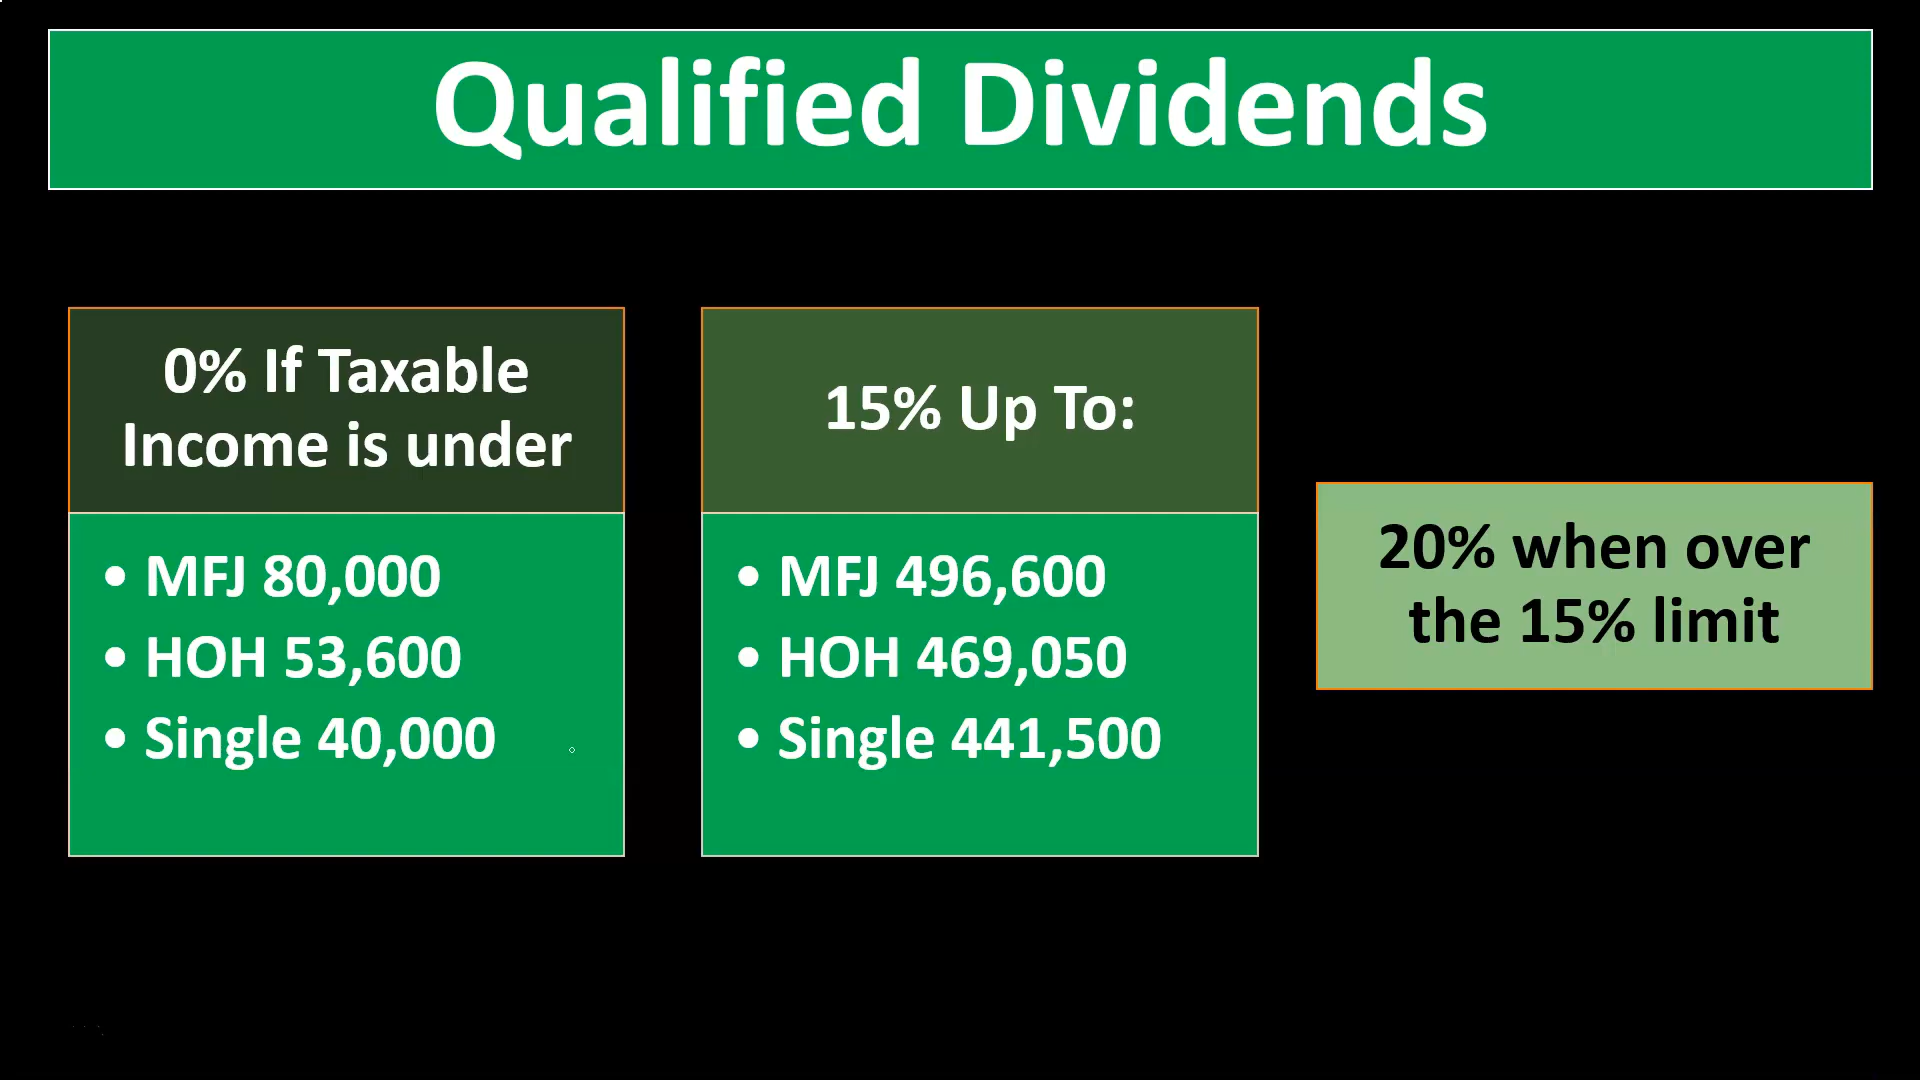 Qualified Dividends
0% If Taxable
Income is under
• MFJ 80,000
• HOH 53,600
• Single 40,000
15% Up To:
• MFJ 496,600
• HOH 469,050
• Single 441,500
20% when over
the 15% limit